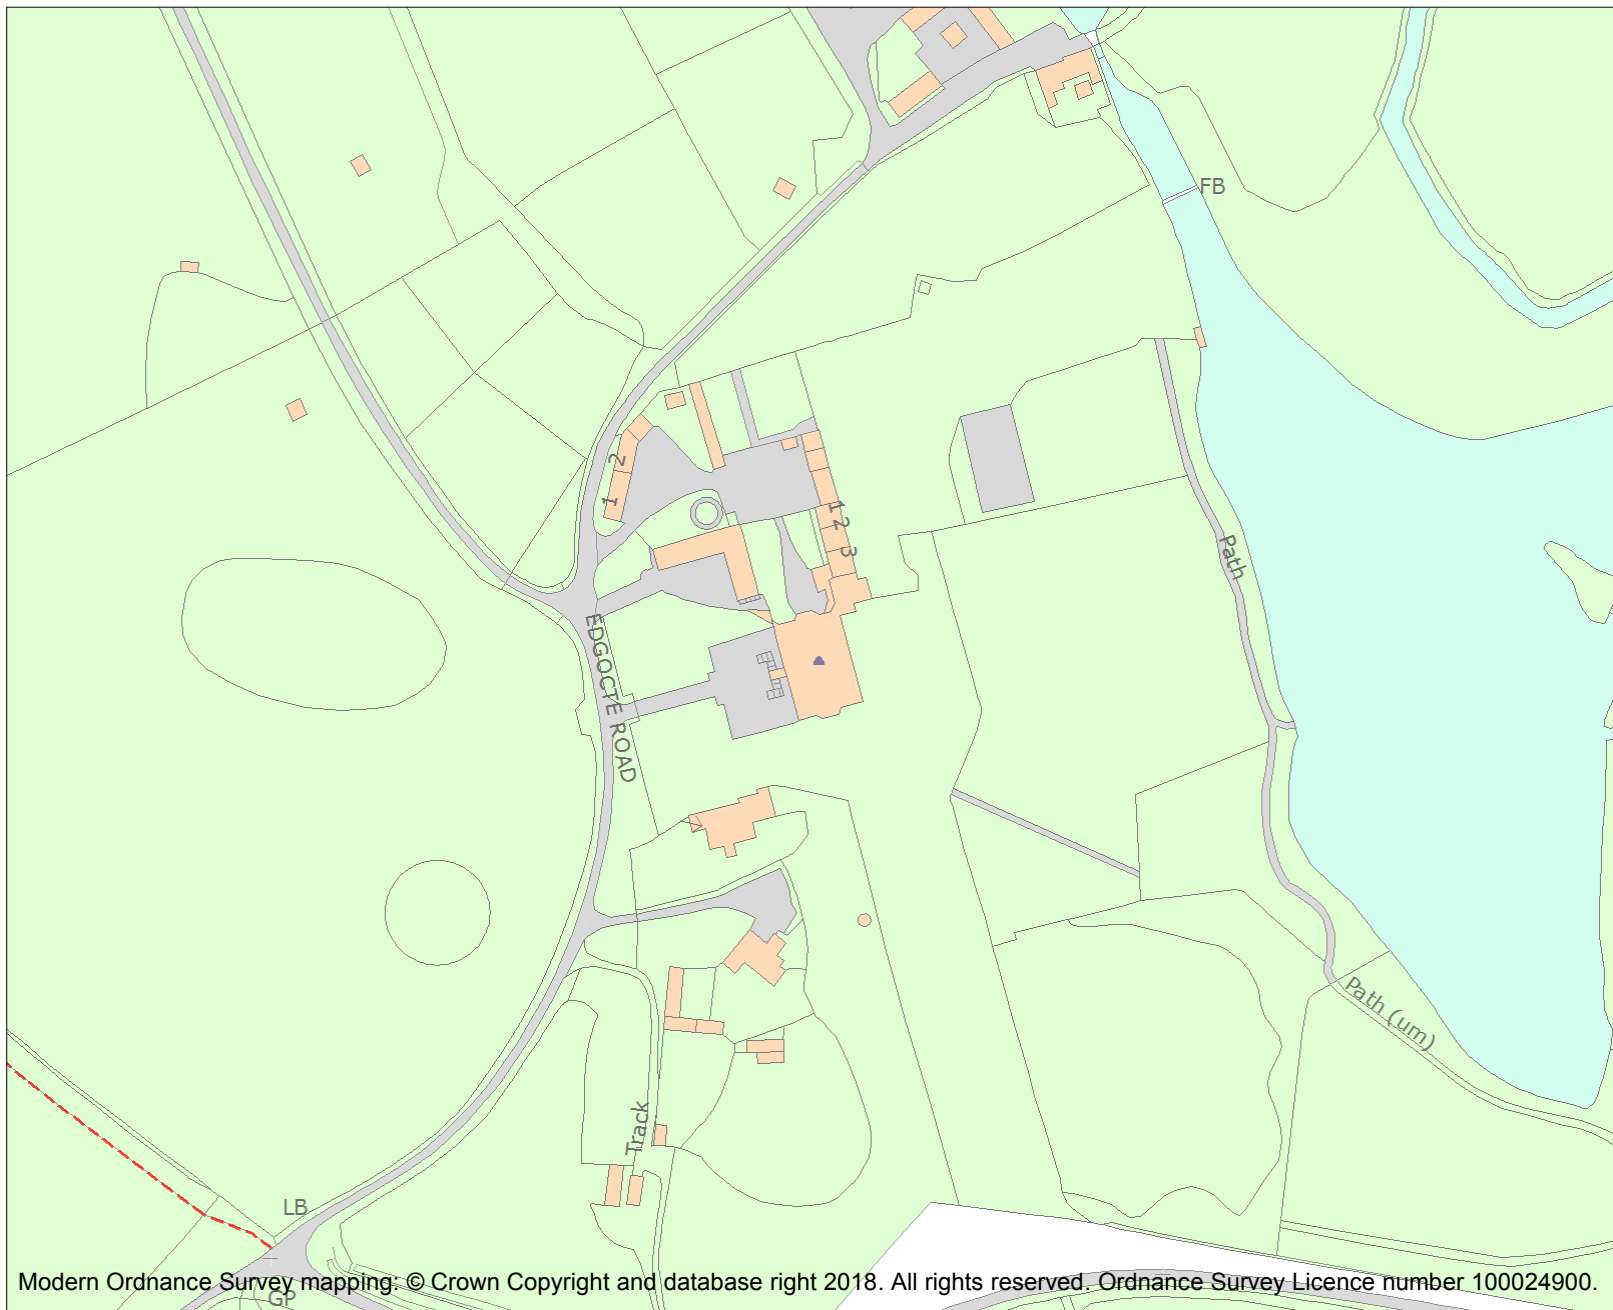 FB
2
1
1
2
3
Path
EDGOCTE ROAD
Path (um)
Track
LB
Modern Ordnance Survey mapping: © Crown Copyright and database right 2018. All rights reserved. Ordnance Survey Licence number 100024900.
GP